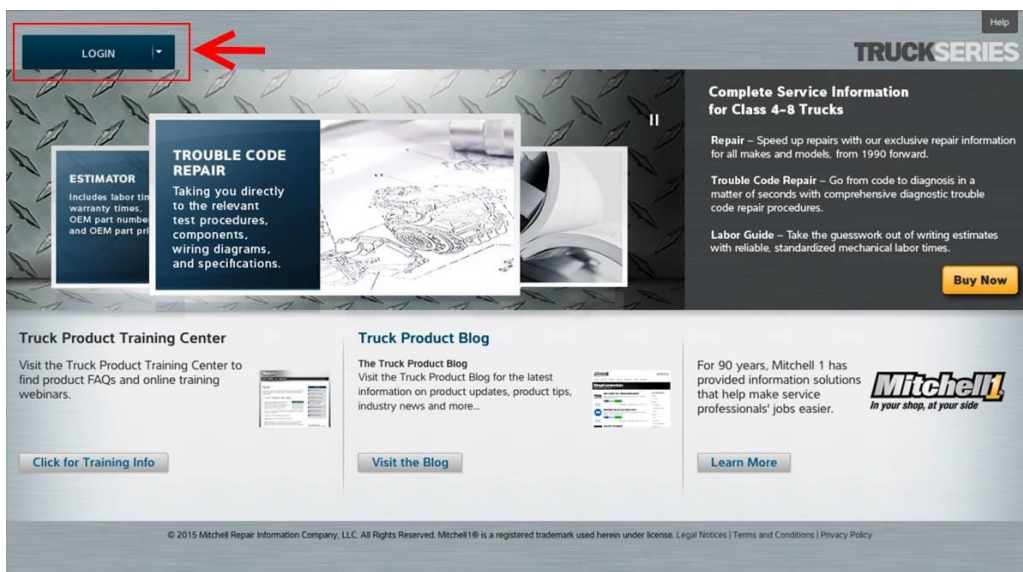 Help
LOGIN
TRUCKSERIES
ESTIMATOR
Includes labor tim
warranty times,
OEM part numbe
and OEM part pri
TROUBLE CODE
REPAIR
Taking you directly
to the relevant
test procedures,
components,
wiring diagrams,
and specifications.
Complete Service Information
for Class 4-8 Trucks
Repair – Speed up repairs with our exclusive repair information
for all makes and models, from 1990 forward.
Trouble Code Repair – Go from code to diagnosis in a
matter of seconds with comprehensive diagnostic trouble
code repair procedures.
Labor Guide – Take the guesswork out of writing estimates
with reliable, standardized mechanical labor times.
Buy Now
Truck Product Training Center
Visit the Truck Product Training Center to
find product FAQs and online training
webinars.
Click for Training Info
Truck Product Blog
The Truck Product Blog
Visit the Truck Product Blog for the latest
information on product updates, product tips,
industry news and more...
Visit the Blog
For 90 years, Mitchell 1 has
provided information solutions
that help make service
professionals' jobs easier.
Mitchell1
In your shop, at your side
Learn More
© 2015 Mitchell Repair Information Company, LLC. All Rights Reserved. Mitchell1® is a registered trademark used herein under license. Legal Notices | Terms and Conditions | Privacy Policy